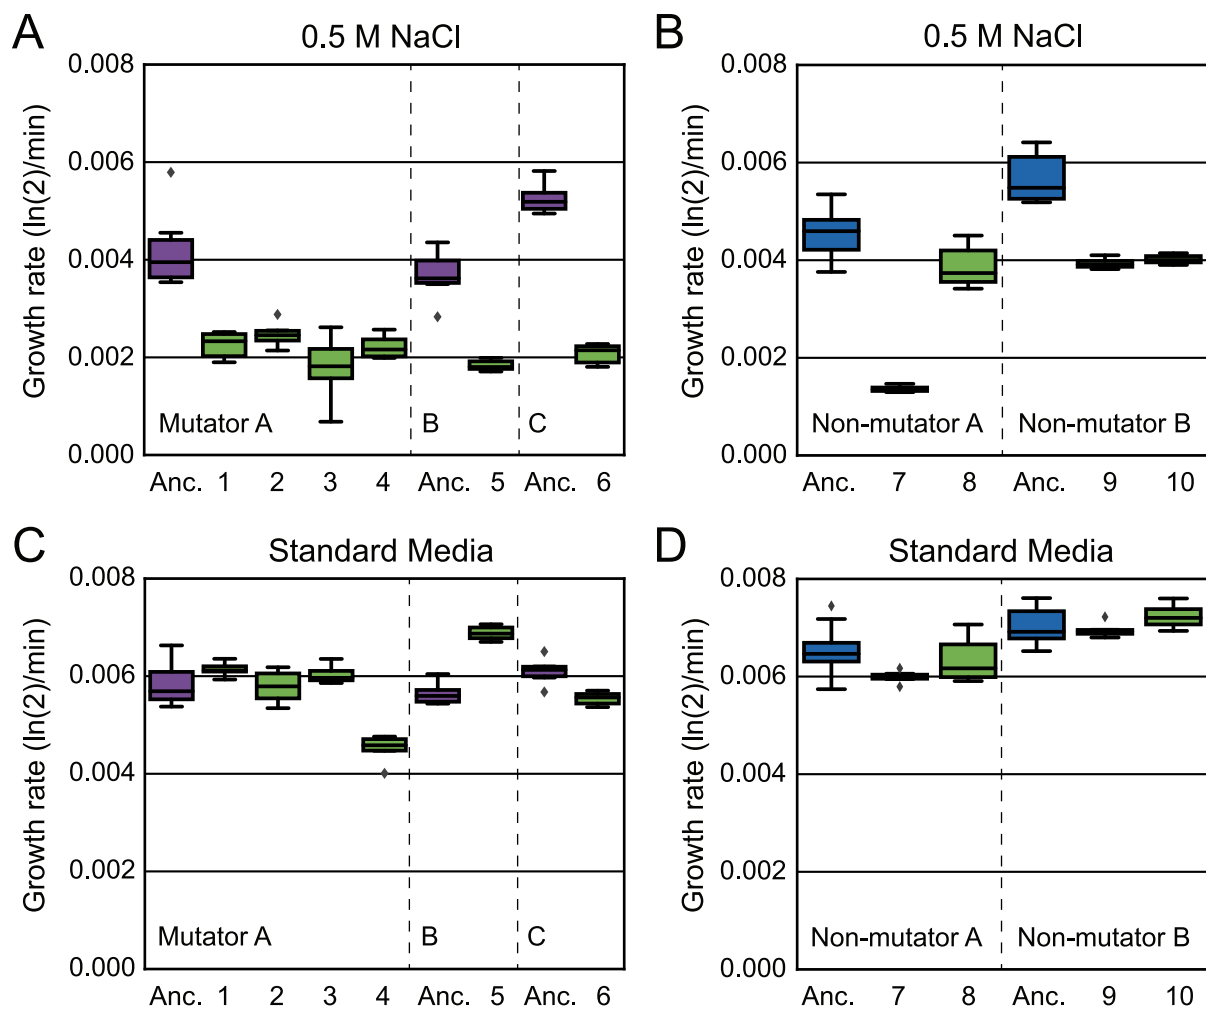 A
0.5 M NaCl
Growth rate (ln(2)/min)
0.008
0.006
0.004
0.002
0.000
Mutator A
B
C
Anc. 1 2 3 4 Anc. 5 Anc. 6
B
0.5 M NaCl
Growth rate (ln(2)/min)
0.008
0.006
0.004
0.002
0.000
Non-mutator A
Non-mutator B
Anc. 7 8 Anc. 9 10
C
Standard Media
Growth rate (ln(2)/min)
0.008
0.006
0.004
0.002
0.000
Mutator A
B
C
Anc. 1 2 3 4 Anc. 5 Anc. 6
D
Standard Media
Growth rate (ln(2)/min)
0.008
0.006
0.004
0.002
0.000
Non-mutator A
Non-mutator B
Anc. 7 8 Anc. 9 10